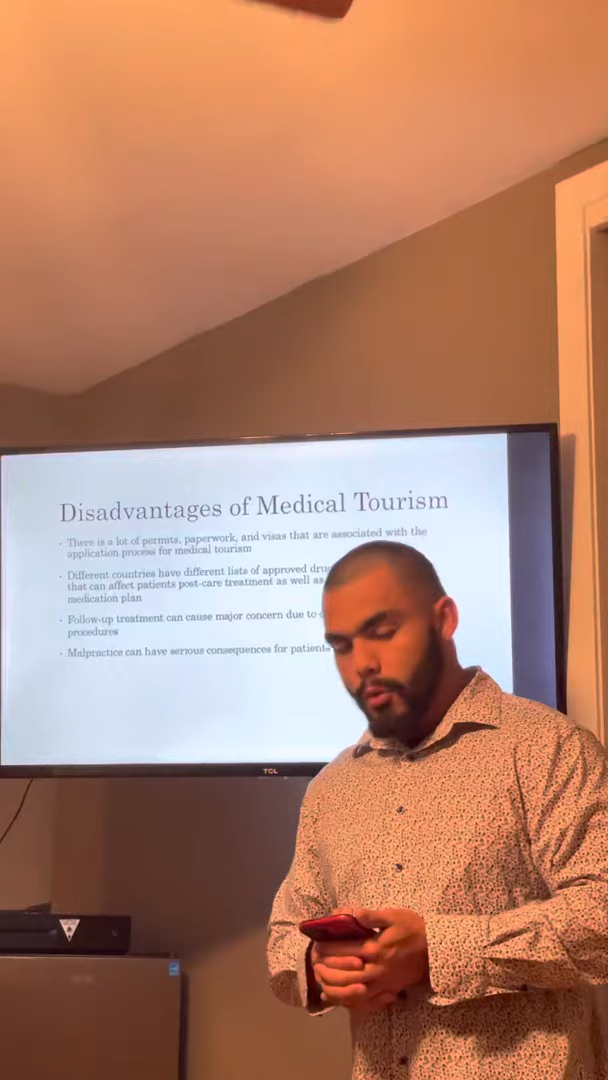 Disadvantages of Medical Tourism
• There is a lot of permits, paperwork, and visas that are associated with the
application process for medical tourism
• Different countries have different lists of approved
that can affect patients post-care treatment as well as
medication plan
• Follow-up treatment can cause major concern due to
procedures
• Malpractice can have serious consequences for patients
TCL